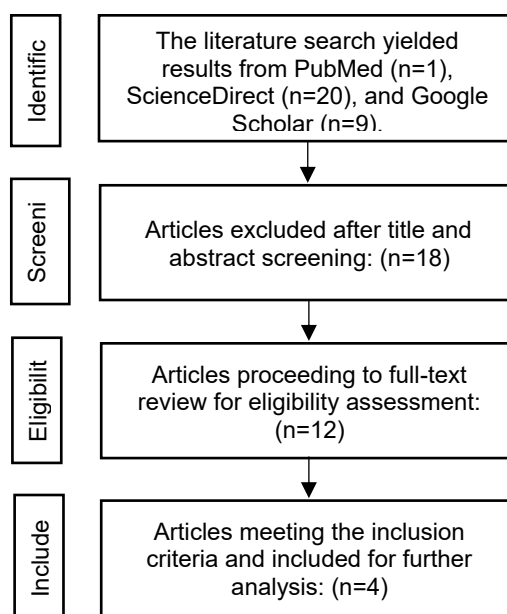 Identific
The literature search yielded
results from PubMed (n=1),
ScienceDirect (n=20), and Google
Scholar (n=9).
Screeni
Articles excluded after title and
abstract screening: (n=18)
Eligibilit
Articles proceeding to full-text
review for eligibility assessment:
(n=12)
Include
Articles meeting the inclusion
criteria and included for further
analysis: (n=4)